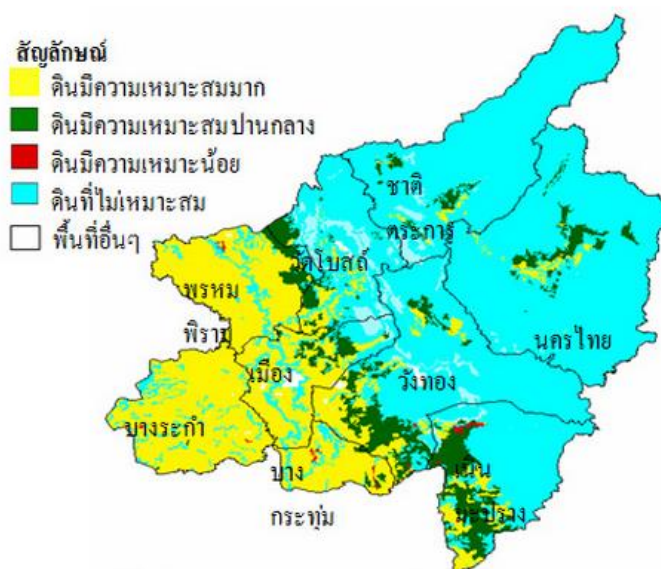 สัญลักษณ์
ดินมีความเหมาะสมมาก
ดินมีความเหมาะสมปานกลาง
ดินมีความเหมาะน้อย
ดินที่ไม่เหมาะสม
พื้นที่อื่นๆ
ชาติ
ตระการ
วัดโบสถ์
พรหม
พิราม
นครไทย
เมือง
วังทอง
บางระกำ
บาง
กระทุ่ม
เนิน
มะปราง